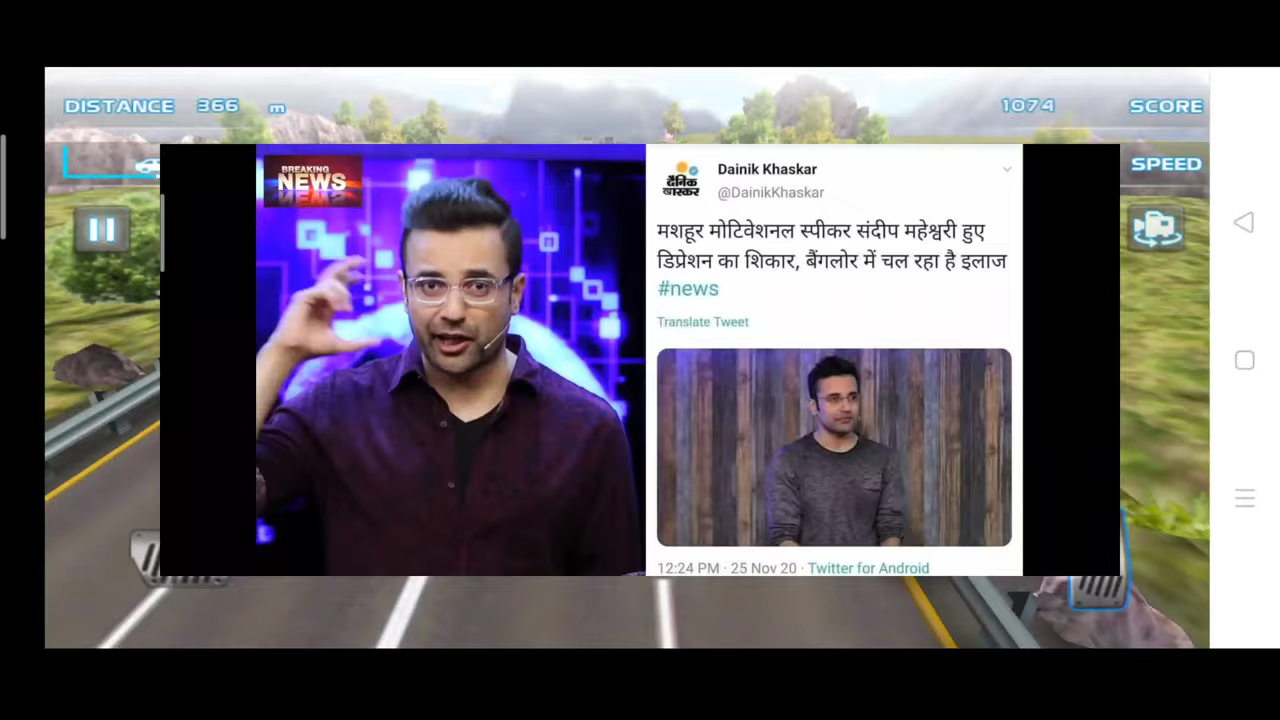 DISTANCE 366 m
1074 SCORE
SPEED
BREAKING
NEWS
दैनिक
खास्कर
Dainik Khaskar
@DainikKhaskar
मशहूर मोटिवेशनल स्पीकर संदीप महेश्वरी हुए
डिप्रेशन का शिकार, बैंगलोर में चल रहा है इलाज
#news
Translate Tweet
12:24 PM · 25 Nov 20 · Twitter for Android